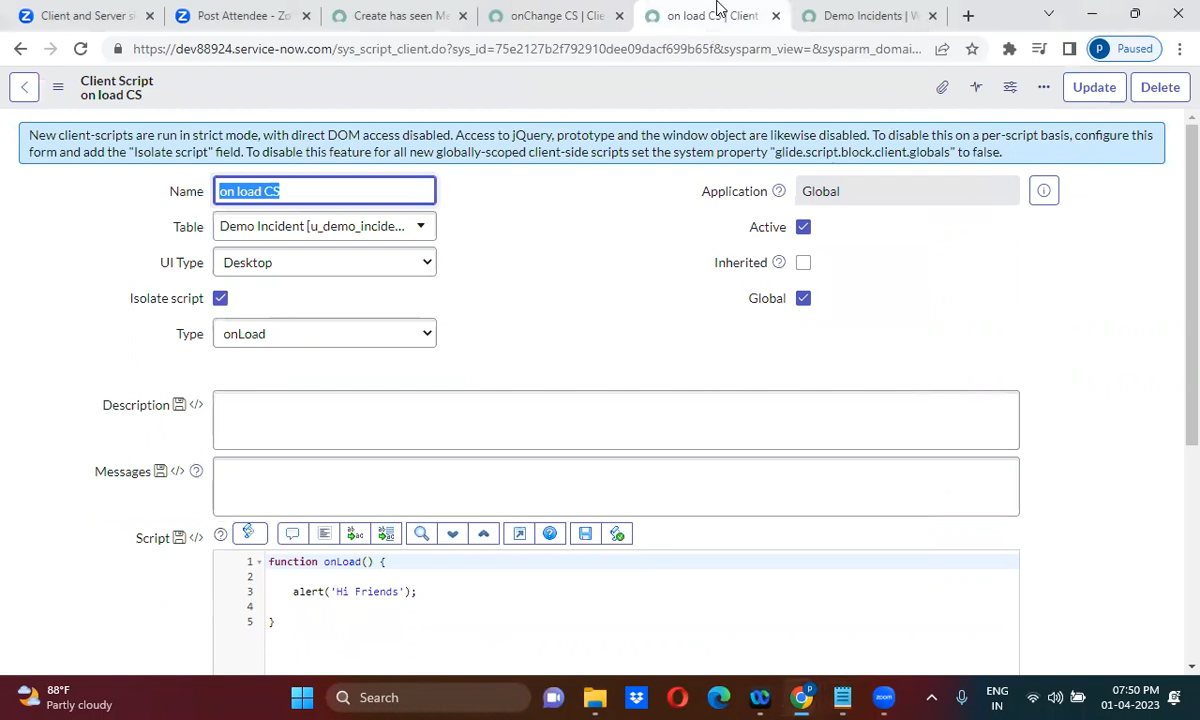 Client and Server si
Post Attendee - Zo
Create has seen Me
onChange CS | Clie
on load CS | Client
Demo Incidents | W
https://dev88924.service-now.com/sys_script_client.do?sys_id=75e2127b2f792910dee09dacf699b65f&sysparm_view=&sysparm_domai...
P Paused
Client Script
on load CS
Update
Delete
New client-scripts are run in strict mode, with direct DOM access disabled. Access to jQuery, prototype and the window object are likewise disabled. To disable this on a per-script basis, configure this
form and add the "Isolate script" field. To disable this feature for all new globally-scoped client-side scripts set the system property "glide.script.block.client.globals" to false.
Name on load CS
Application Global
Table Demo Incident [u_demo_incide...
Active
UI Type Desktop
Inherited
Isolate script
Global
Type onLoad
Description
Messages
Script
1 function onLoad() {
2
3 alert('Hi Friends');
4
5 }
88°F
Partly cloudy
Search
ENG
IN
07:50 PM
01-04-2023